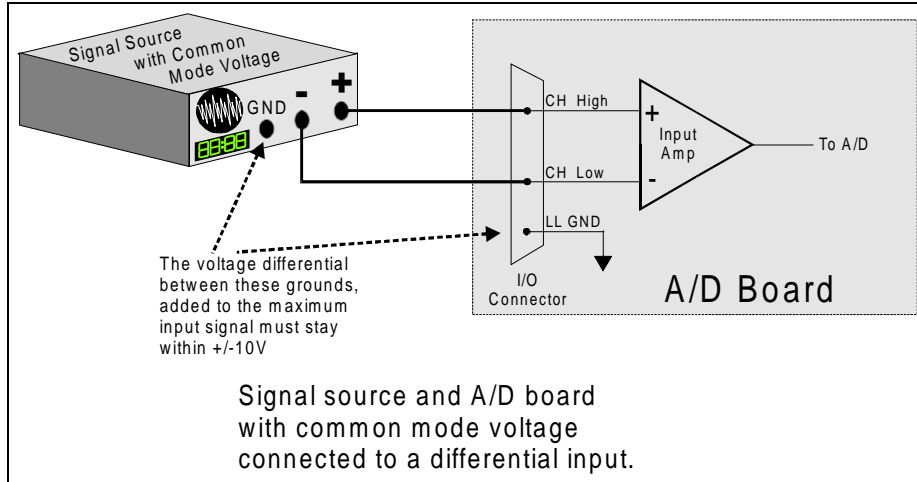 Signal Source
with Common
Mode Voltage
GND
-
+
88:88
CH High
+
Input
Amp
To A/D
CH Low
-
LL GND
The voltage differential
between these grounds,
added to the maximum
input signal must stay
within +/-10V
I/O
Connector
A/D Board
Signal source and A/D board
with common mode voltage
connected to a differential input.